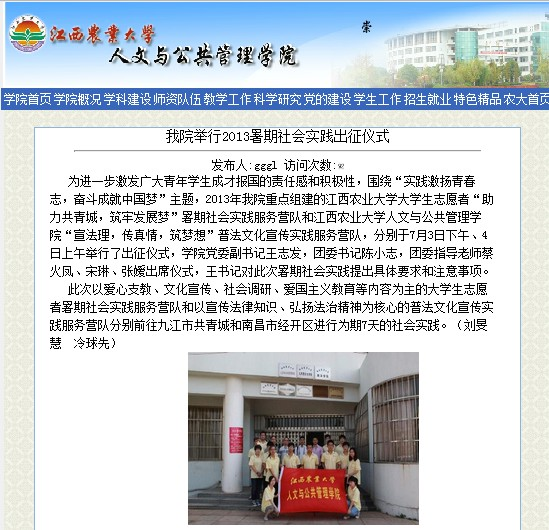 江西农业大学
人文与公共管理学院
崇
学院首页 学院概况 学科建设 师资队伍 教学工作 科学研究 党的建设 学生工作 招生就业 特色精品 农大首页
我院举行2013暑期社会实践出征仪式
发布人:gggl 访问次数:
为进一步激发广大青年学生成才报国的责任感和积极性，围绕“实践激扬青春
志，奋斗成就中国梦”主题，2013年我院重点组建的江西农业大学大学生志愿者“助
力共青城，筑牢发展梦”暑期社会实践服务营队和江西农业大学人文与公共管理学
院“宣法理，传真情，筑梦想”普法文化宣传实践服务营队，分别于7月3日下午、4
日上午举行了出征仪式，学院党委副书记王志发，团委书记陈小志，团委指导老师蔡
火凤、宋琳、张嫒出席仪式，王书记对此次暑期社会实践提出具体要求和注意事项。
此次以爱心支教、文化宣传、社会调研、爱国主义教育等内容为主的大学生志愿
者暑期社会实践服务营队和以宣传法律知识、弘扬法治精神为核心的普法文化宣传实
践服务营队分别前往九江市共青城和南昌市经开区进行为期7天的社会实践。（刘旻
慧 冷球先）
江西农业大学
人文与公共管理学院